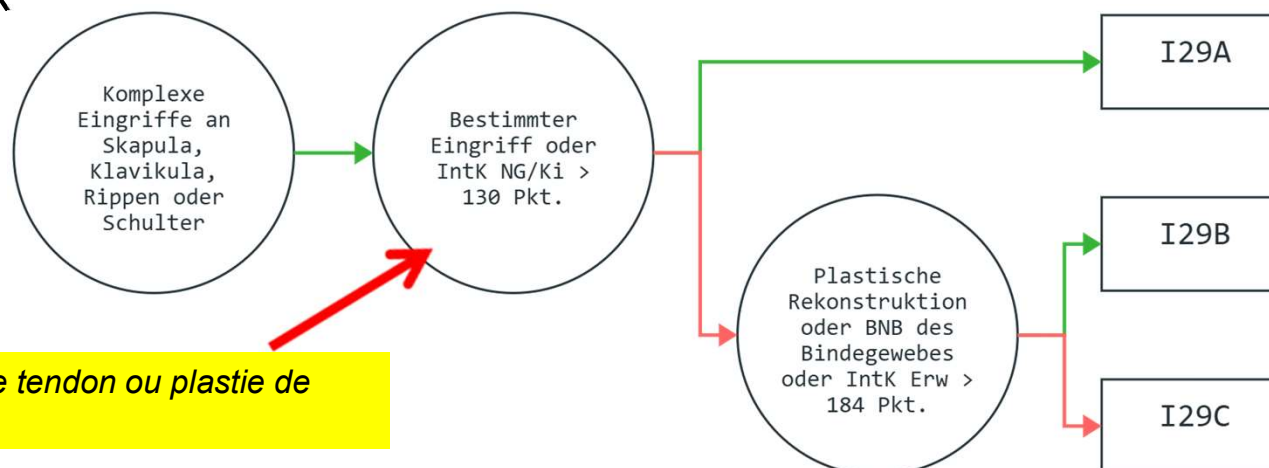 Komplexe
Eingriffe an
Skapula,
Klavikula,
Rippen oder
Schulter
Bestimmter
Eingriff oder
IntK NG/Ki >
130 Pkt.
I29A
I29B
Plastische
Rekonstruktion
oder BNB des
Bindegewebes
oder IntK Erw >
184 Pkt.
I29C
tendon ou plastie de